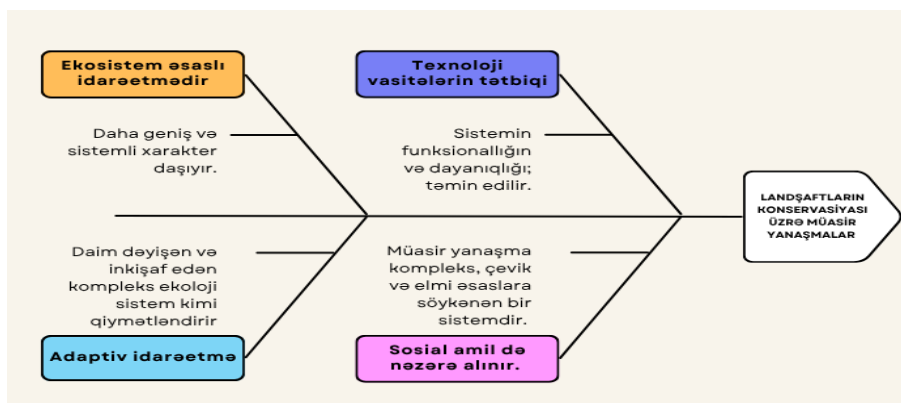 Ekosistem əsaslı
idarəetmədir
Daha geniş və
sistemli xarakter
daşıyır.
Texnoloji
vasitələrin tətbiqi
Sistemin
funksionallığın
və dayanıqlığı;
təmin edilir.
LANDŞAFTLARIN
KONSERVASİYASI
ÜZRƏ MÜASİR
YANAŞMALAR
Daim dəyişən və
inkişaf edən
kompleks ekoloji
sistem kimi
qiymətləndirir
Adaptiv idarəetmə
Müasir yanaşma
kompleks, çevik
və elmi əsaslara
söykənən bir
sistemdir.
Sosial amil də
nəzərə alınır.